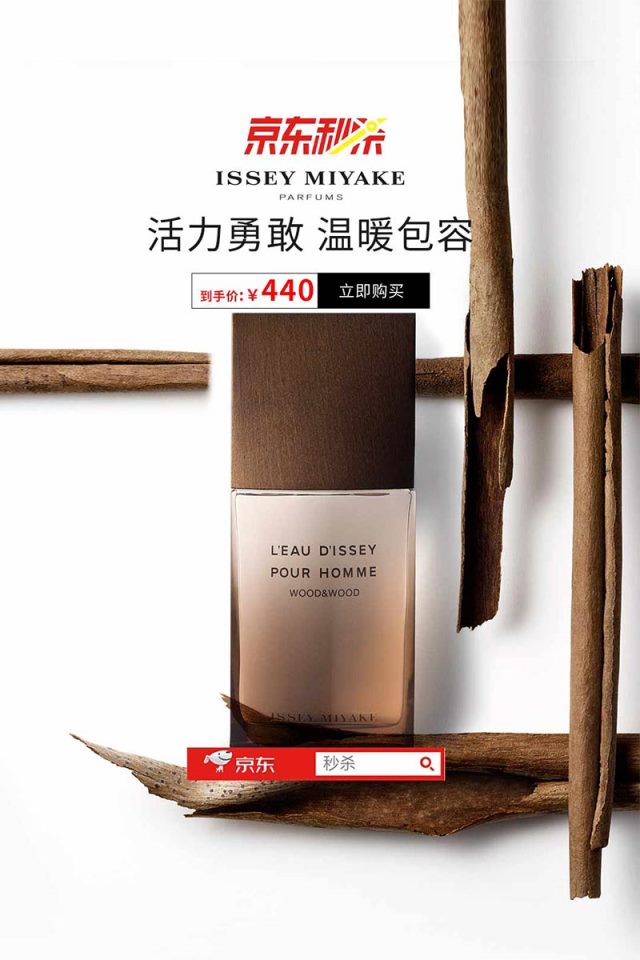 京东秒杀
ISSEY MIYAKE
PARFUMS
活力勇敢 温暖包容
到手价:¥440 立即购买
L'EAU D'ISSEY
POUR HOMME
WOOD&WOOD
ISSEY MIYAKE
京东 秒杀